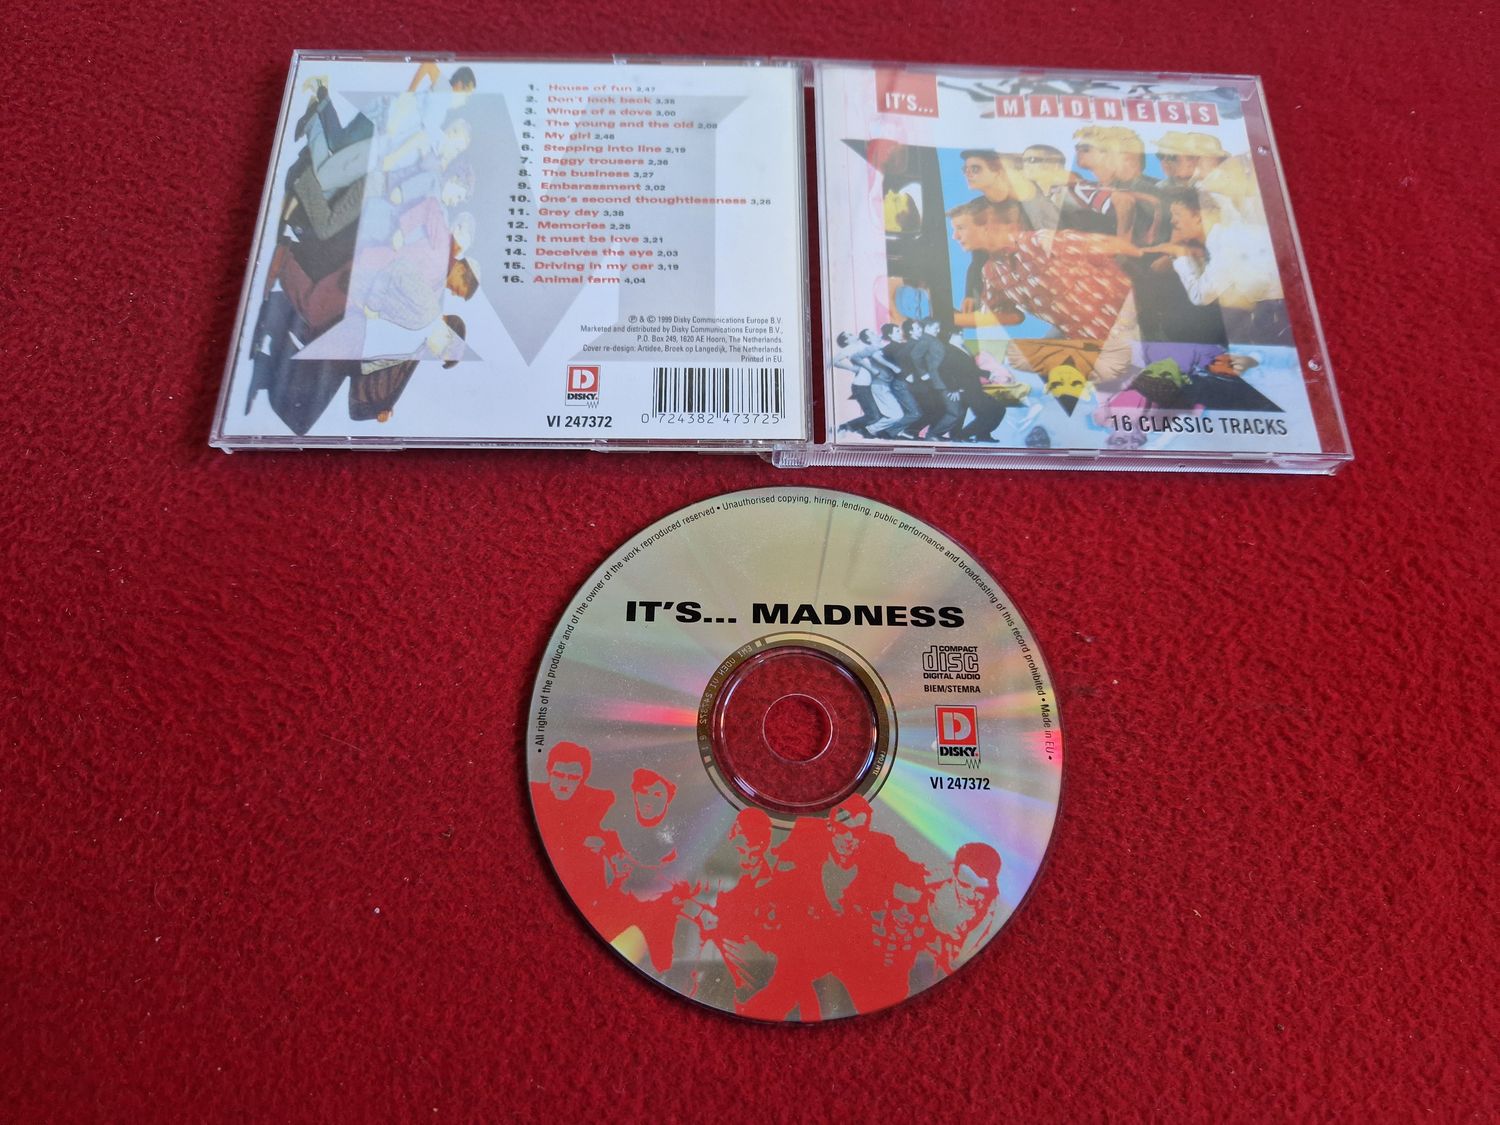 1. House of fun 2,47
2. Don't look back 3,38
3. Wings of a dove 3,00
4. The young and the old 2,08
5. My girl 2,46
6. Stepping into line 2,19
7. Baggy trousers 2,36
8. The business 3,27
9. Embarassment 3,02
10. One's second thoughtlessness 3,26
11. Grey day 3,38
12. Memories 2,25
13. It must be love 3,21
14. Deceives the eye 2,03
15. Driving in my car 3,19
16. Animal farm 4,04
℗ & © 1999 Disky Communications Europe B.V.
Marketed and distributed by Disky Communications Europe B.V.,
P.O. Box 249, 1620 AE Hoorn, The Netherlands.
Cover re-design: Artidee, Broek op Langedijk, The Netherlands
Printed in EU.
D
DISKY.
VI 247372
0 724382 473725
M
IT'S... MADNESS
16 CLASSIC TRACKS
• All rights of the producer and of the owner of the work reproduced reserved • Unauthorised copying, hiring, lending, public performance and broadcasting of this record prohibited • Made in EU •
IT'S... MADNESS
COMPACT
disc
DIGITAL AUDIO
BIEM/STEMRA
D
DISKY.
VI 247372
EMI UDEN